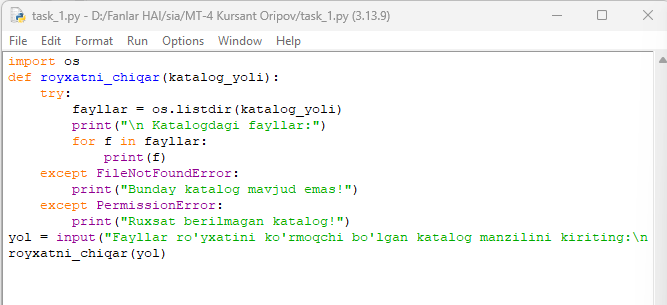 task_1.py - D:/Fanlar HAI/sia/MT-4 Kursant Oripov/task_1.py (3.13.9)
File Edit Format Run Options Window Help
import os
def royxatni_chiqar(katalog_yoli):
    try:
        fayllar = os.listdir(katalog_yoli)
        print("\n Katalogdagi fayllar:")
        for f in fayllar:
            print(f)
    except FileNotFoundError:
        print("Bunday katalog mavjud emas!")
    except PermissionError:
        print("Ruxsat berilmagan katalog!")
yol = input("Fayllar ro'yxatini ko'rmoqchi bo'lgan katalog manzilini kiriting:\n
royxatni_chiqar(yol)